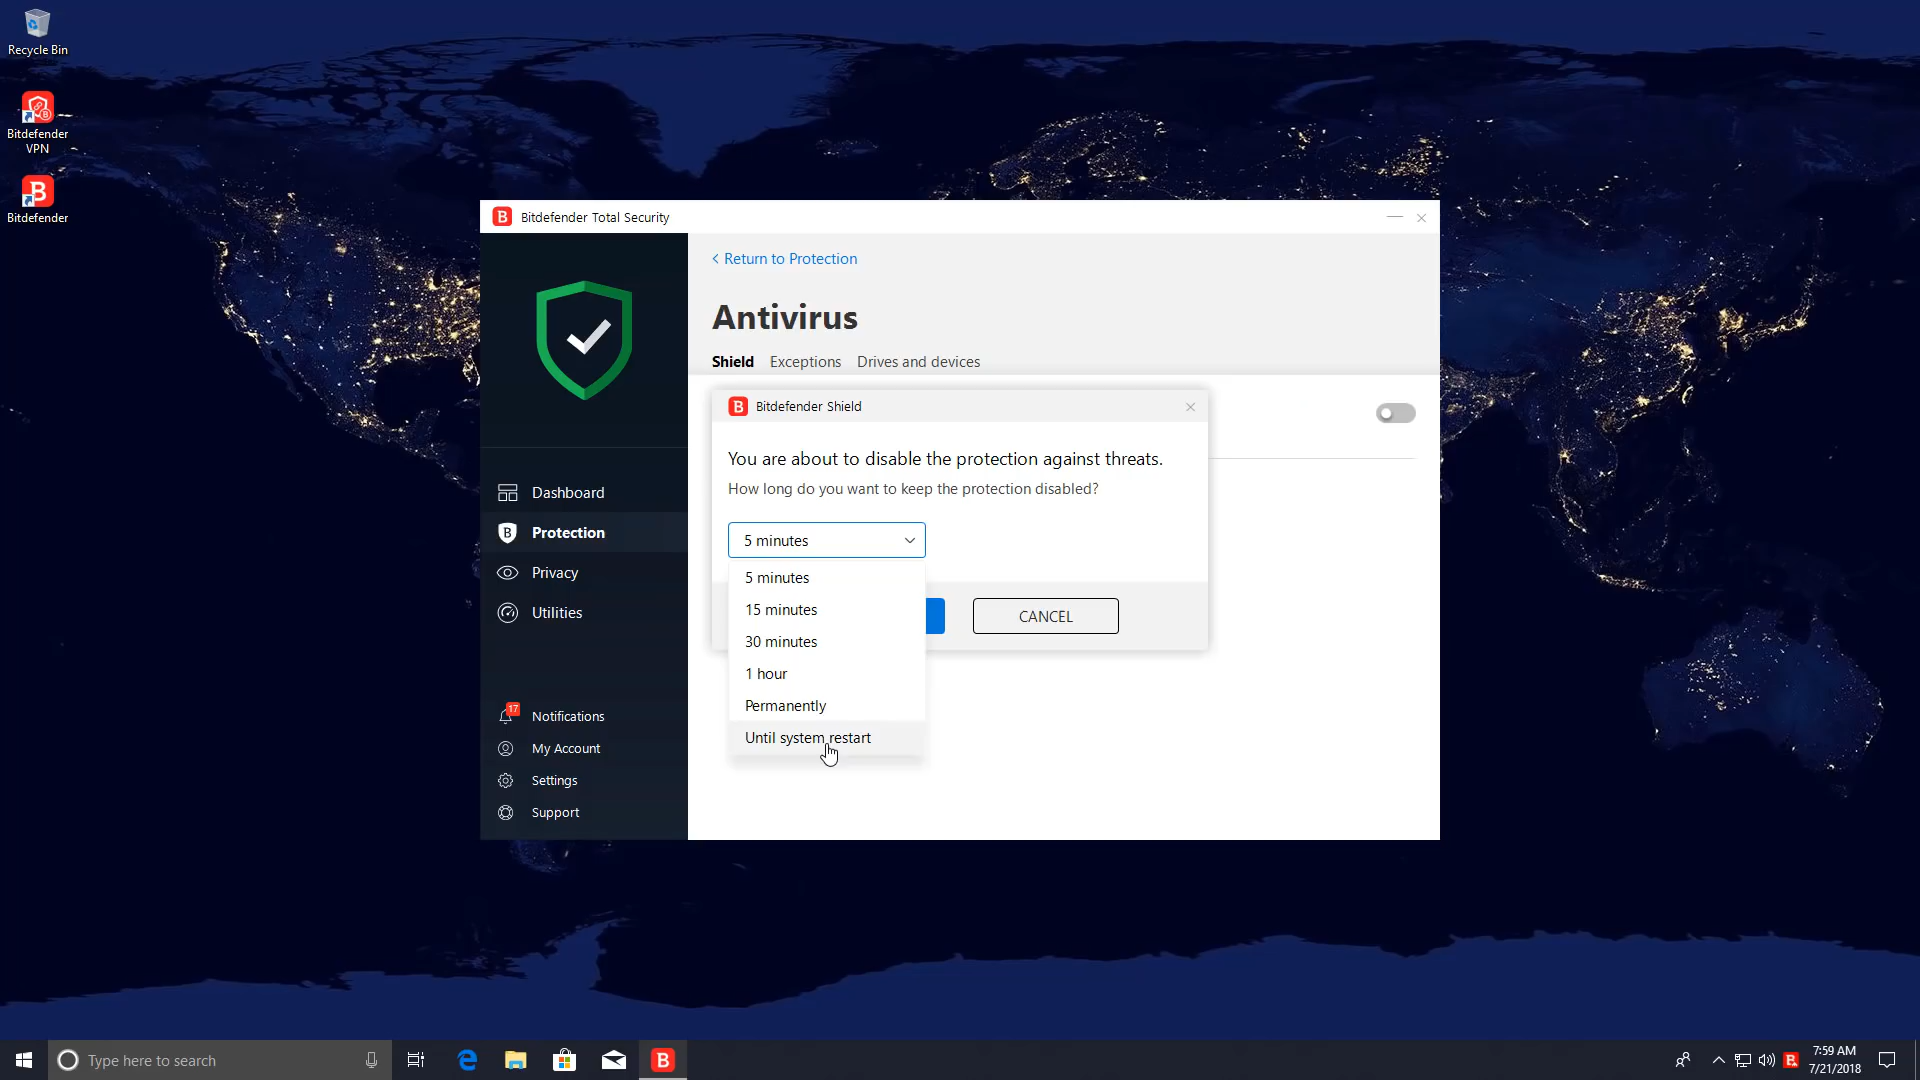 Recycle Bin
Bitdefender
VPN
Bitdefender
Bitdefender Total Security
Return to Protection
Antivirus
Shield
Exceptions
Drives and devices
Bitdefender Shield
You are about to disable the protection against threats.
How long do you want to keep the protection disabled?
5 minutes
5 minutes
15 minutes
30 minutes
1 hour
Permanently
Until system restart
CANCEL
Dashboard
Protection
Privacy
Utilities
17
Notifications
My Account
Settings
Support
Type here to search
7:59 AM
7/21/2018